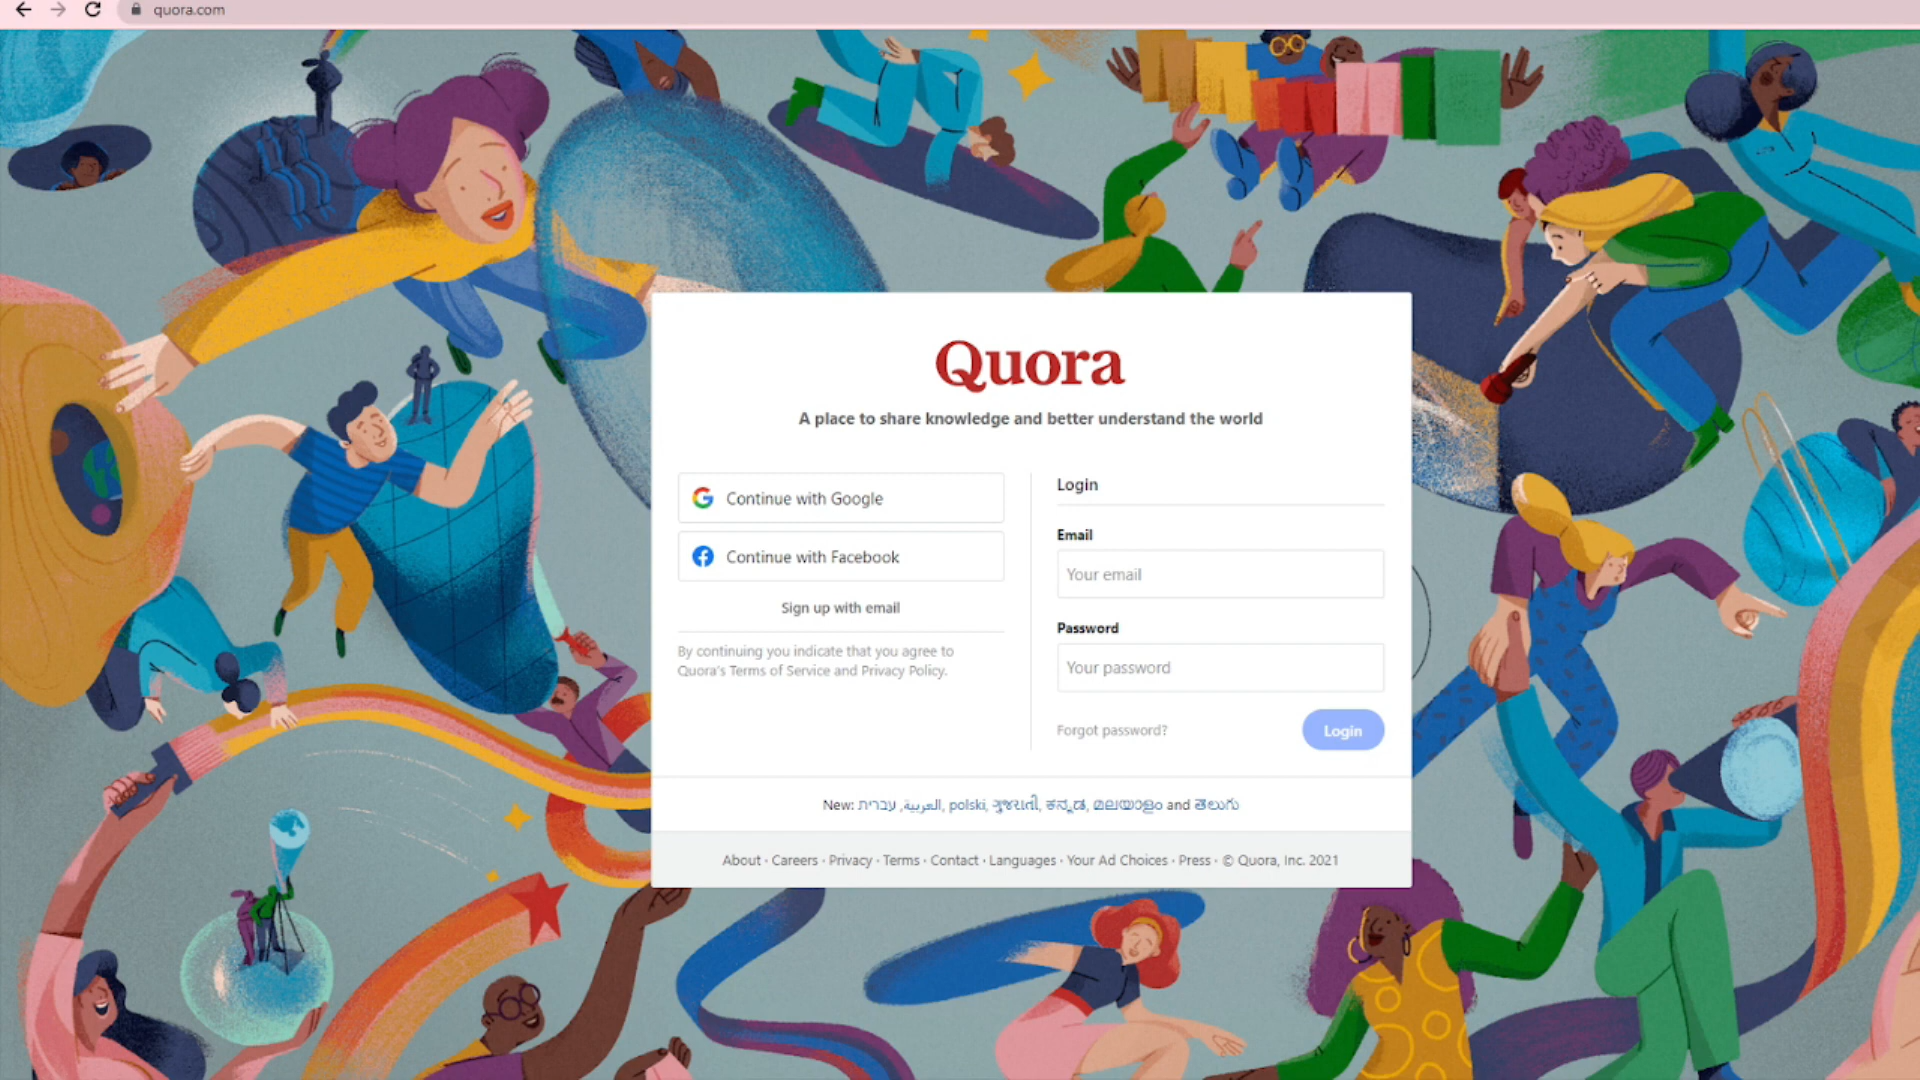 quora.com
Quora
A place to share knowledge and better understand the world
Continue with Google
Continue with Facebook
Sign up with email
By continuing you indicate that you agree to
Quora's Terms of Service and Privacy Policy.
Login
Email
Your email
Password
Your password
Forgot password?
Login
New: עברית, العربية, polski, ગુજરાતી, ಕನ್ನಡ, മലയാളം and తెలుగు
About · Careers · Privacy · Terms · Contact · Languages · Your Ad Choices · Press · © Quora, Inc. 2021